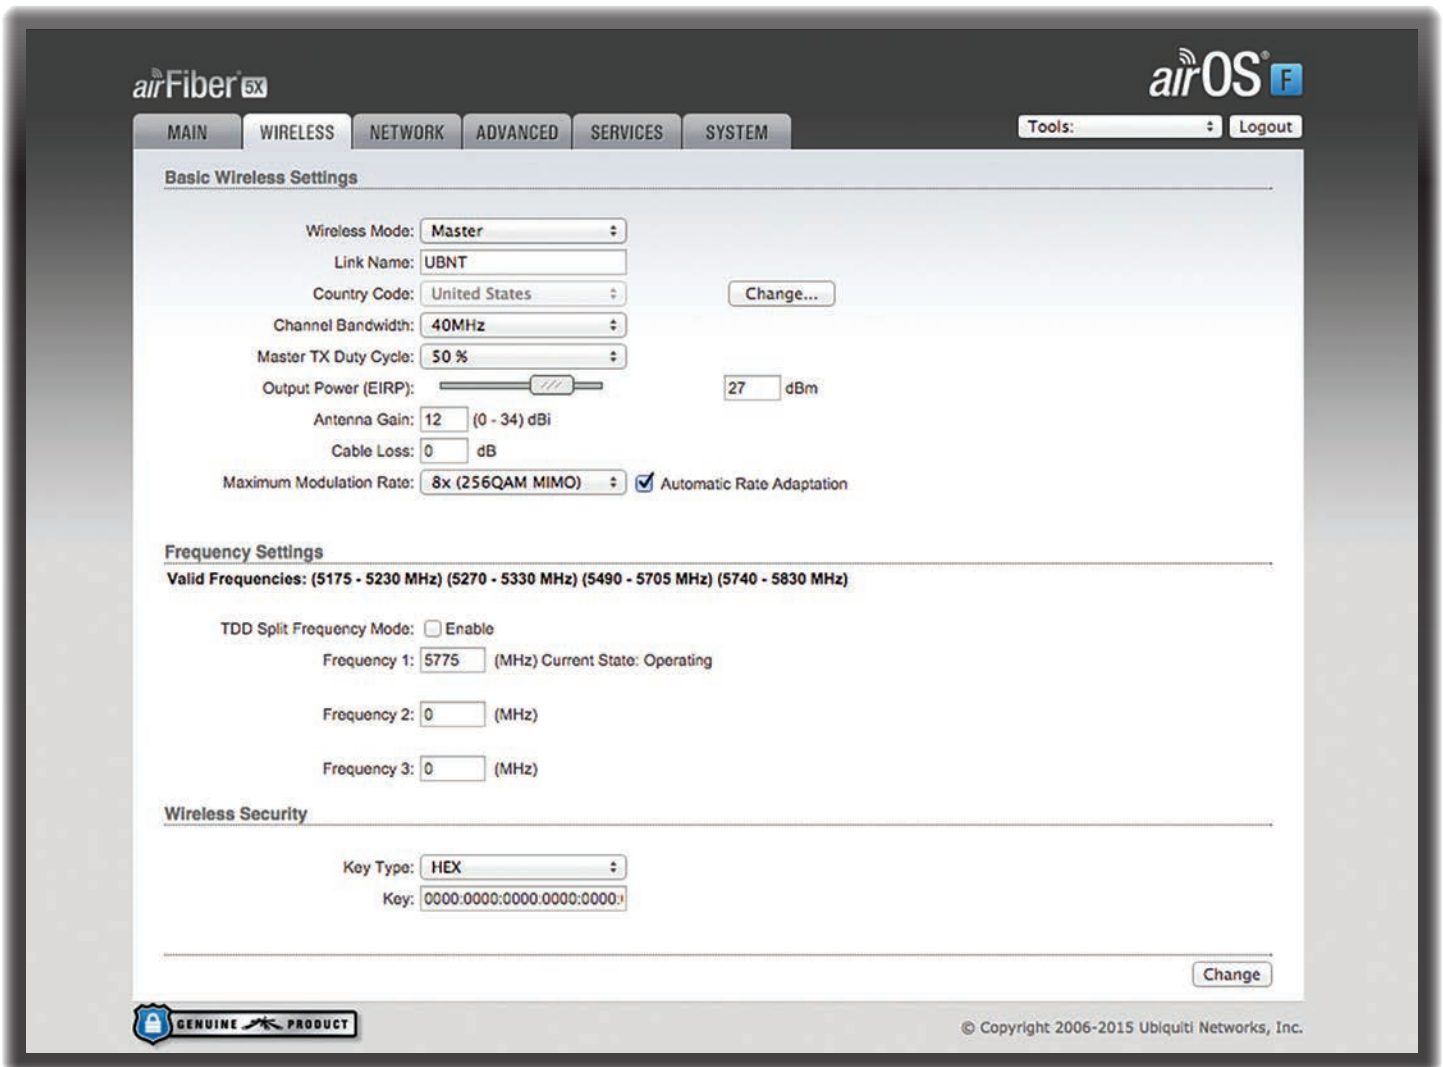 airFiber® 5X
airOS® F
MAIN WIRELESS NETWORK ADVANCED SERVICES SYSTEM Tools: Logout
Basic Wireless Settings
Wireless Mode: Master
Link Name: UBNT
Country Code: United States Change...
Channel Bandwidth: 40MHz
Master TX Duty Cycle: 50 %
Output Power (EIRP): 27 dBm
Antenna Gain: 12 (0 - 34) dBi
Cable Loss: 0 dB
Maximum Modulation Rate: 8x (256QAM MIMO) Automatic Rate Adaptation
Frequency Settings
Valid Frequencies: (5175 - 5230 MHz) (5270 - 5330 MHz) (5490 - 5705 MHz) (5740 - 5830 MHz)
TDD Split Frequency Mode: Enable
Frequency 1: 5775 (MHz) Current State: Operating
Frequency 2: 0 (MHz)
Frequency 3: 0 (MHz)
Wireless Security
Key Type: HEX
Key: 0000:0000:0000:0000:0000:
Change
GENUINE PRODUCT
© Copyright 2006-2015 Ubiquiti Networks, Inc.